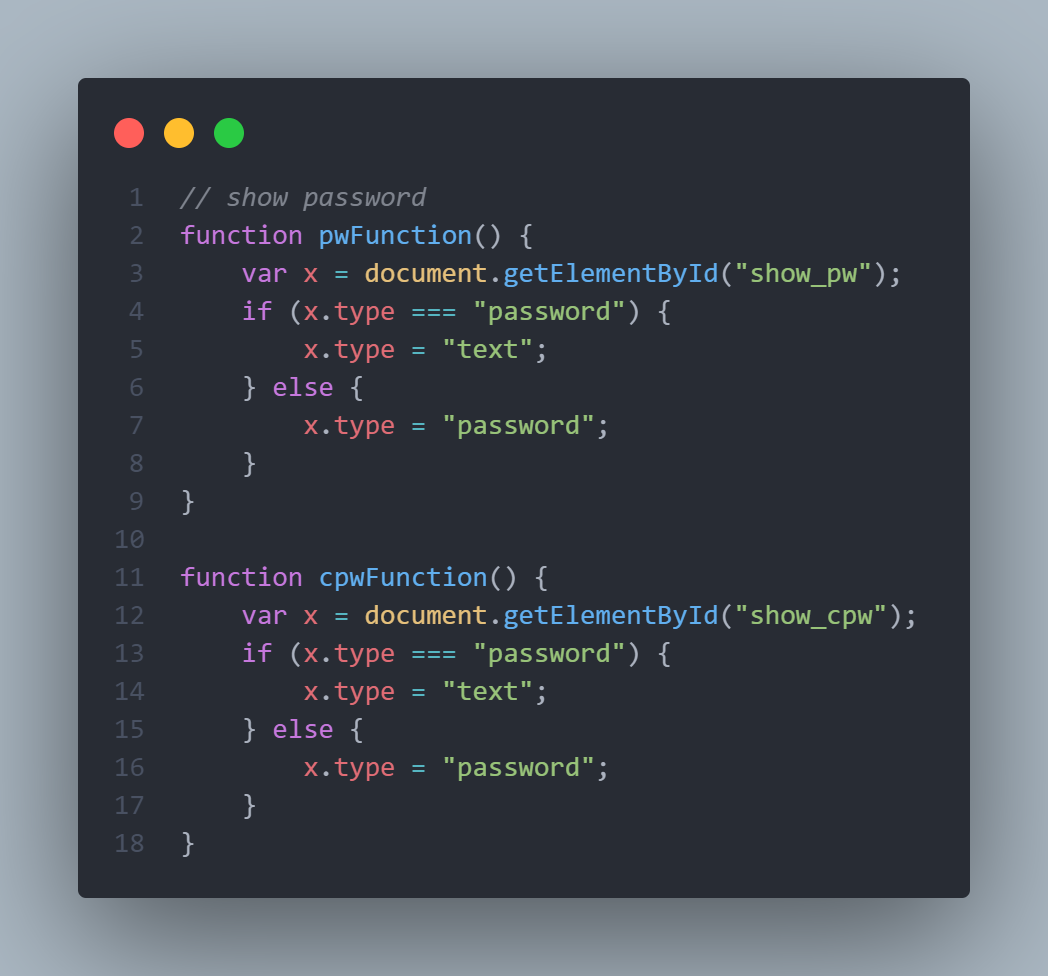 1 // show password
2 function pwFunction() {
3     var x = document.getElementById("show_pw");
4     if (x.type === "password") {
5         x.type = "text";
6     } else {
7         x.type = "password";
8     }
9 }
10
11 function cpwFunction() {
12     var x = document.getElementById("show_cpw");
13     if (x.type === "password") {
14         x.type = "text";
15     } else {
16         x.type = "password";
17     }
18 }